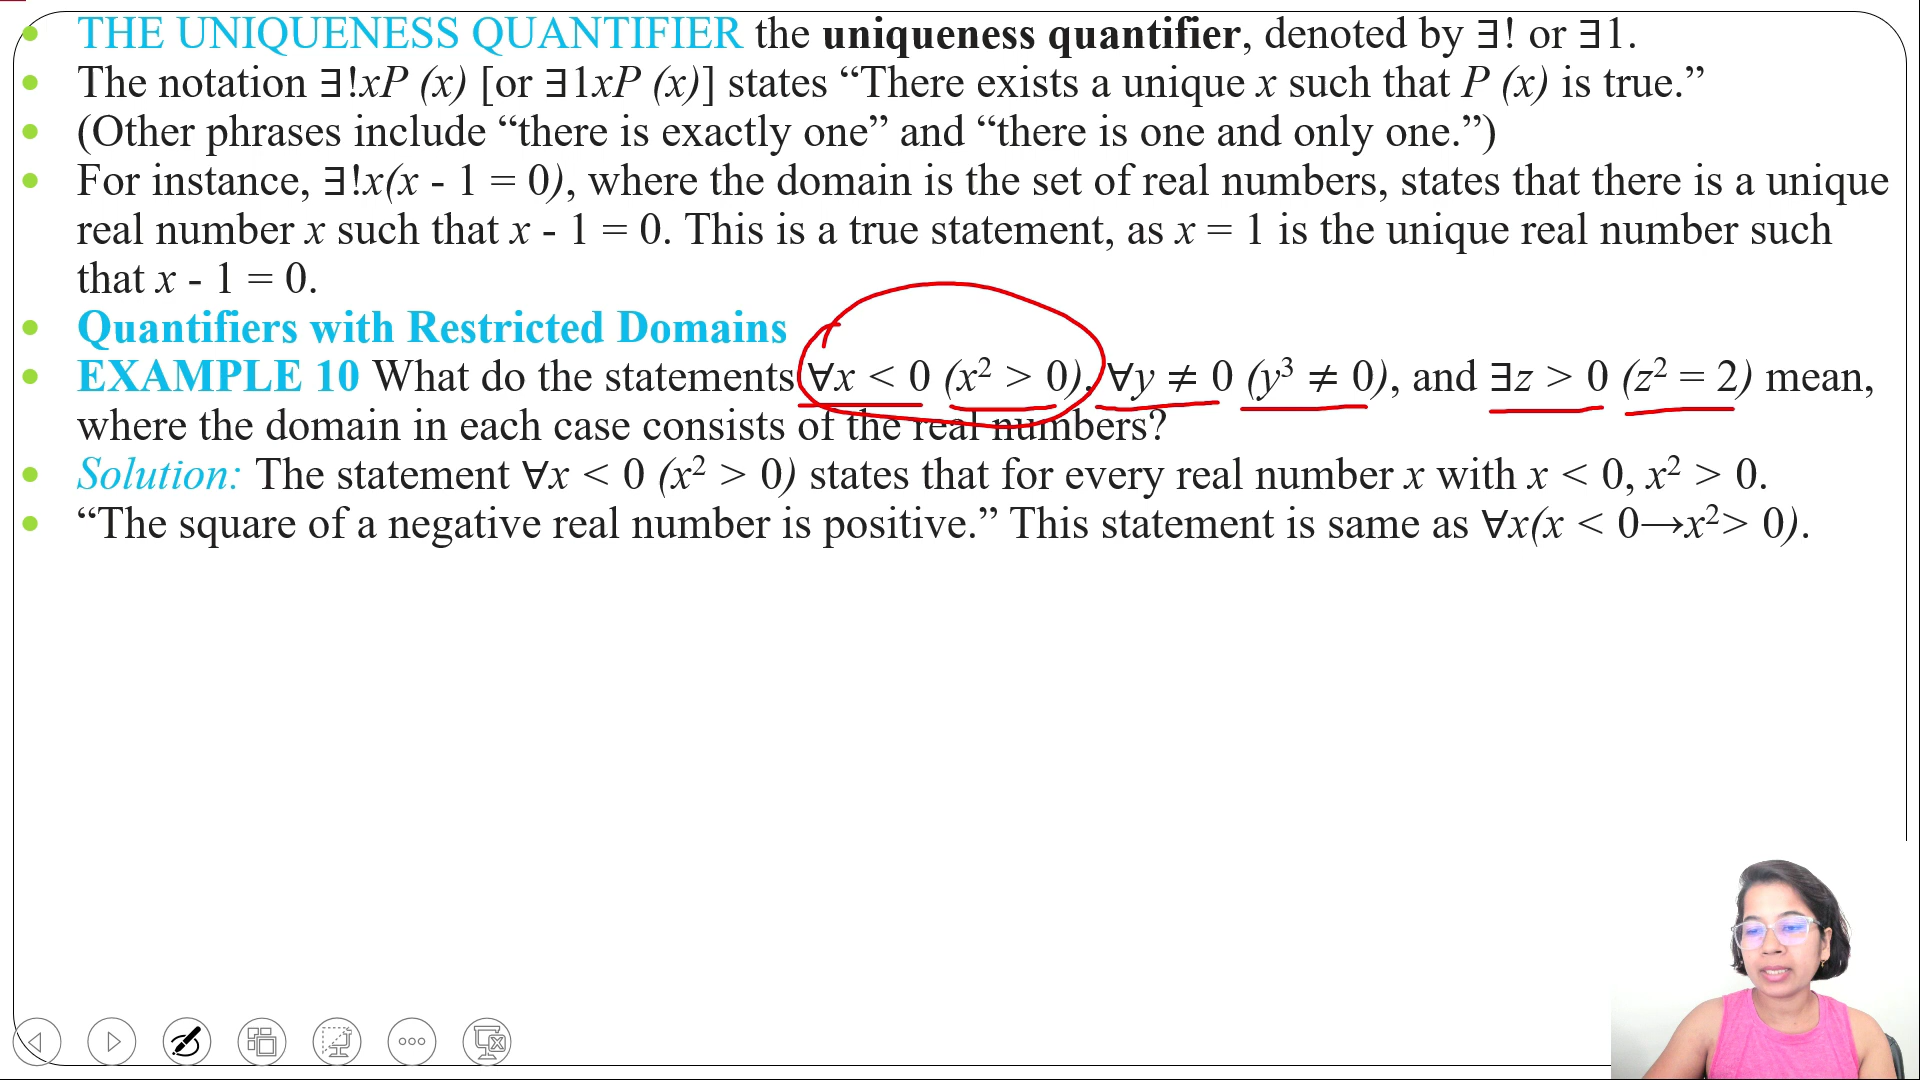 THE UNIQUENESS QUANTIFIER the uniqueness quantifier, denoted by ∃! or ∃1.
The notation ∃!xP (x) [or ∃1xP (x)] states “There exists a unique x such that P (x) is true.”
(Other phrases include “there is exactly one” and “there is one and only one.”)
For instance, ∃!x(x - 1 = 0), where the domain is the set of real numbers, states that there is a unique
real number x such that x - 1 = 0. This is a true statement, as x = 1 is the unique real number such
that x - 1 = 0.
Quantifiers with Restricted Domains
EXAMPLE 10 What do the statements ∀x < 0 (x² > 0), ∀y ≠ 0 (y³ ≠ 0), and ∃z > 0 (z² = 2) mean,
where the domain in each case consists of the real numbers?
Solution: The statement ∀x < 0 (x² > 0) states that for every real number x with x < 0, x² > 0.
“The square of a negative real number is positive.” This statement is same as ∀x(x < 0→x²> 0).